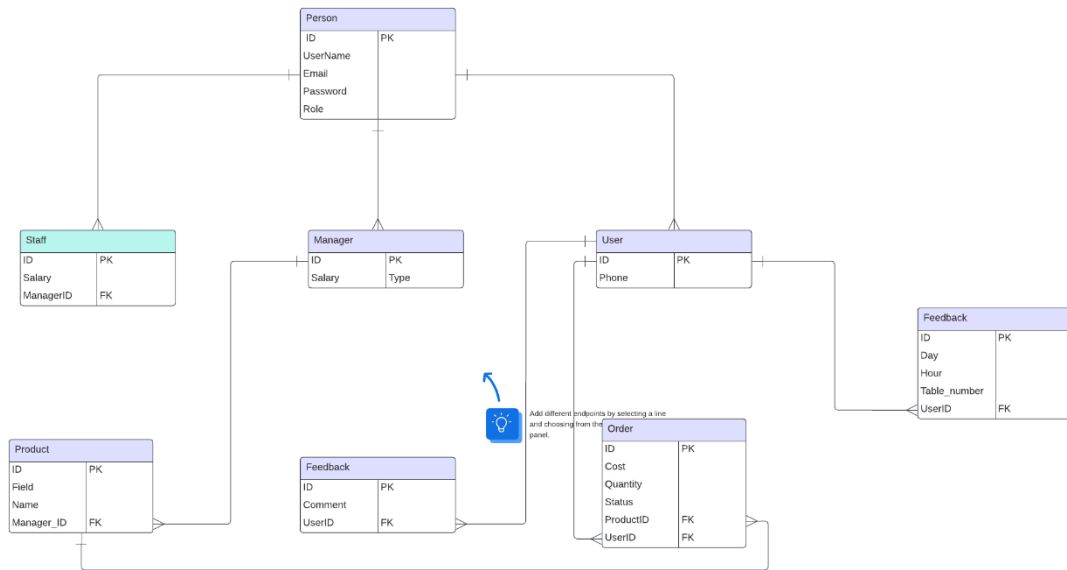 Person
ID PK
UserName
Email
Password
Role
Staff
ID PK
Salary
ManagerID FK
Manager
ID PK
Salary Type
User
ID PK
Phone
Feedback
ID PK
Day
Hour
Table_number
UserID FK
Add different endpoints by selecting a line
and choosing from the
panel.
Product
ID PK
Field
Name
Manager_ID FK
Feedback
ID PK
Comment
UserID FK
Order
ID PK
Cost
Quantity
Status
ProductID FK
UserID FK